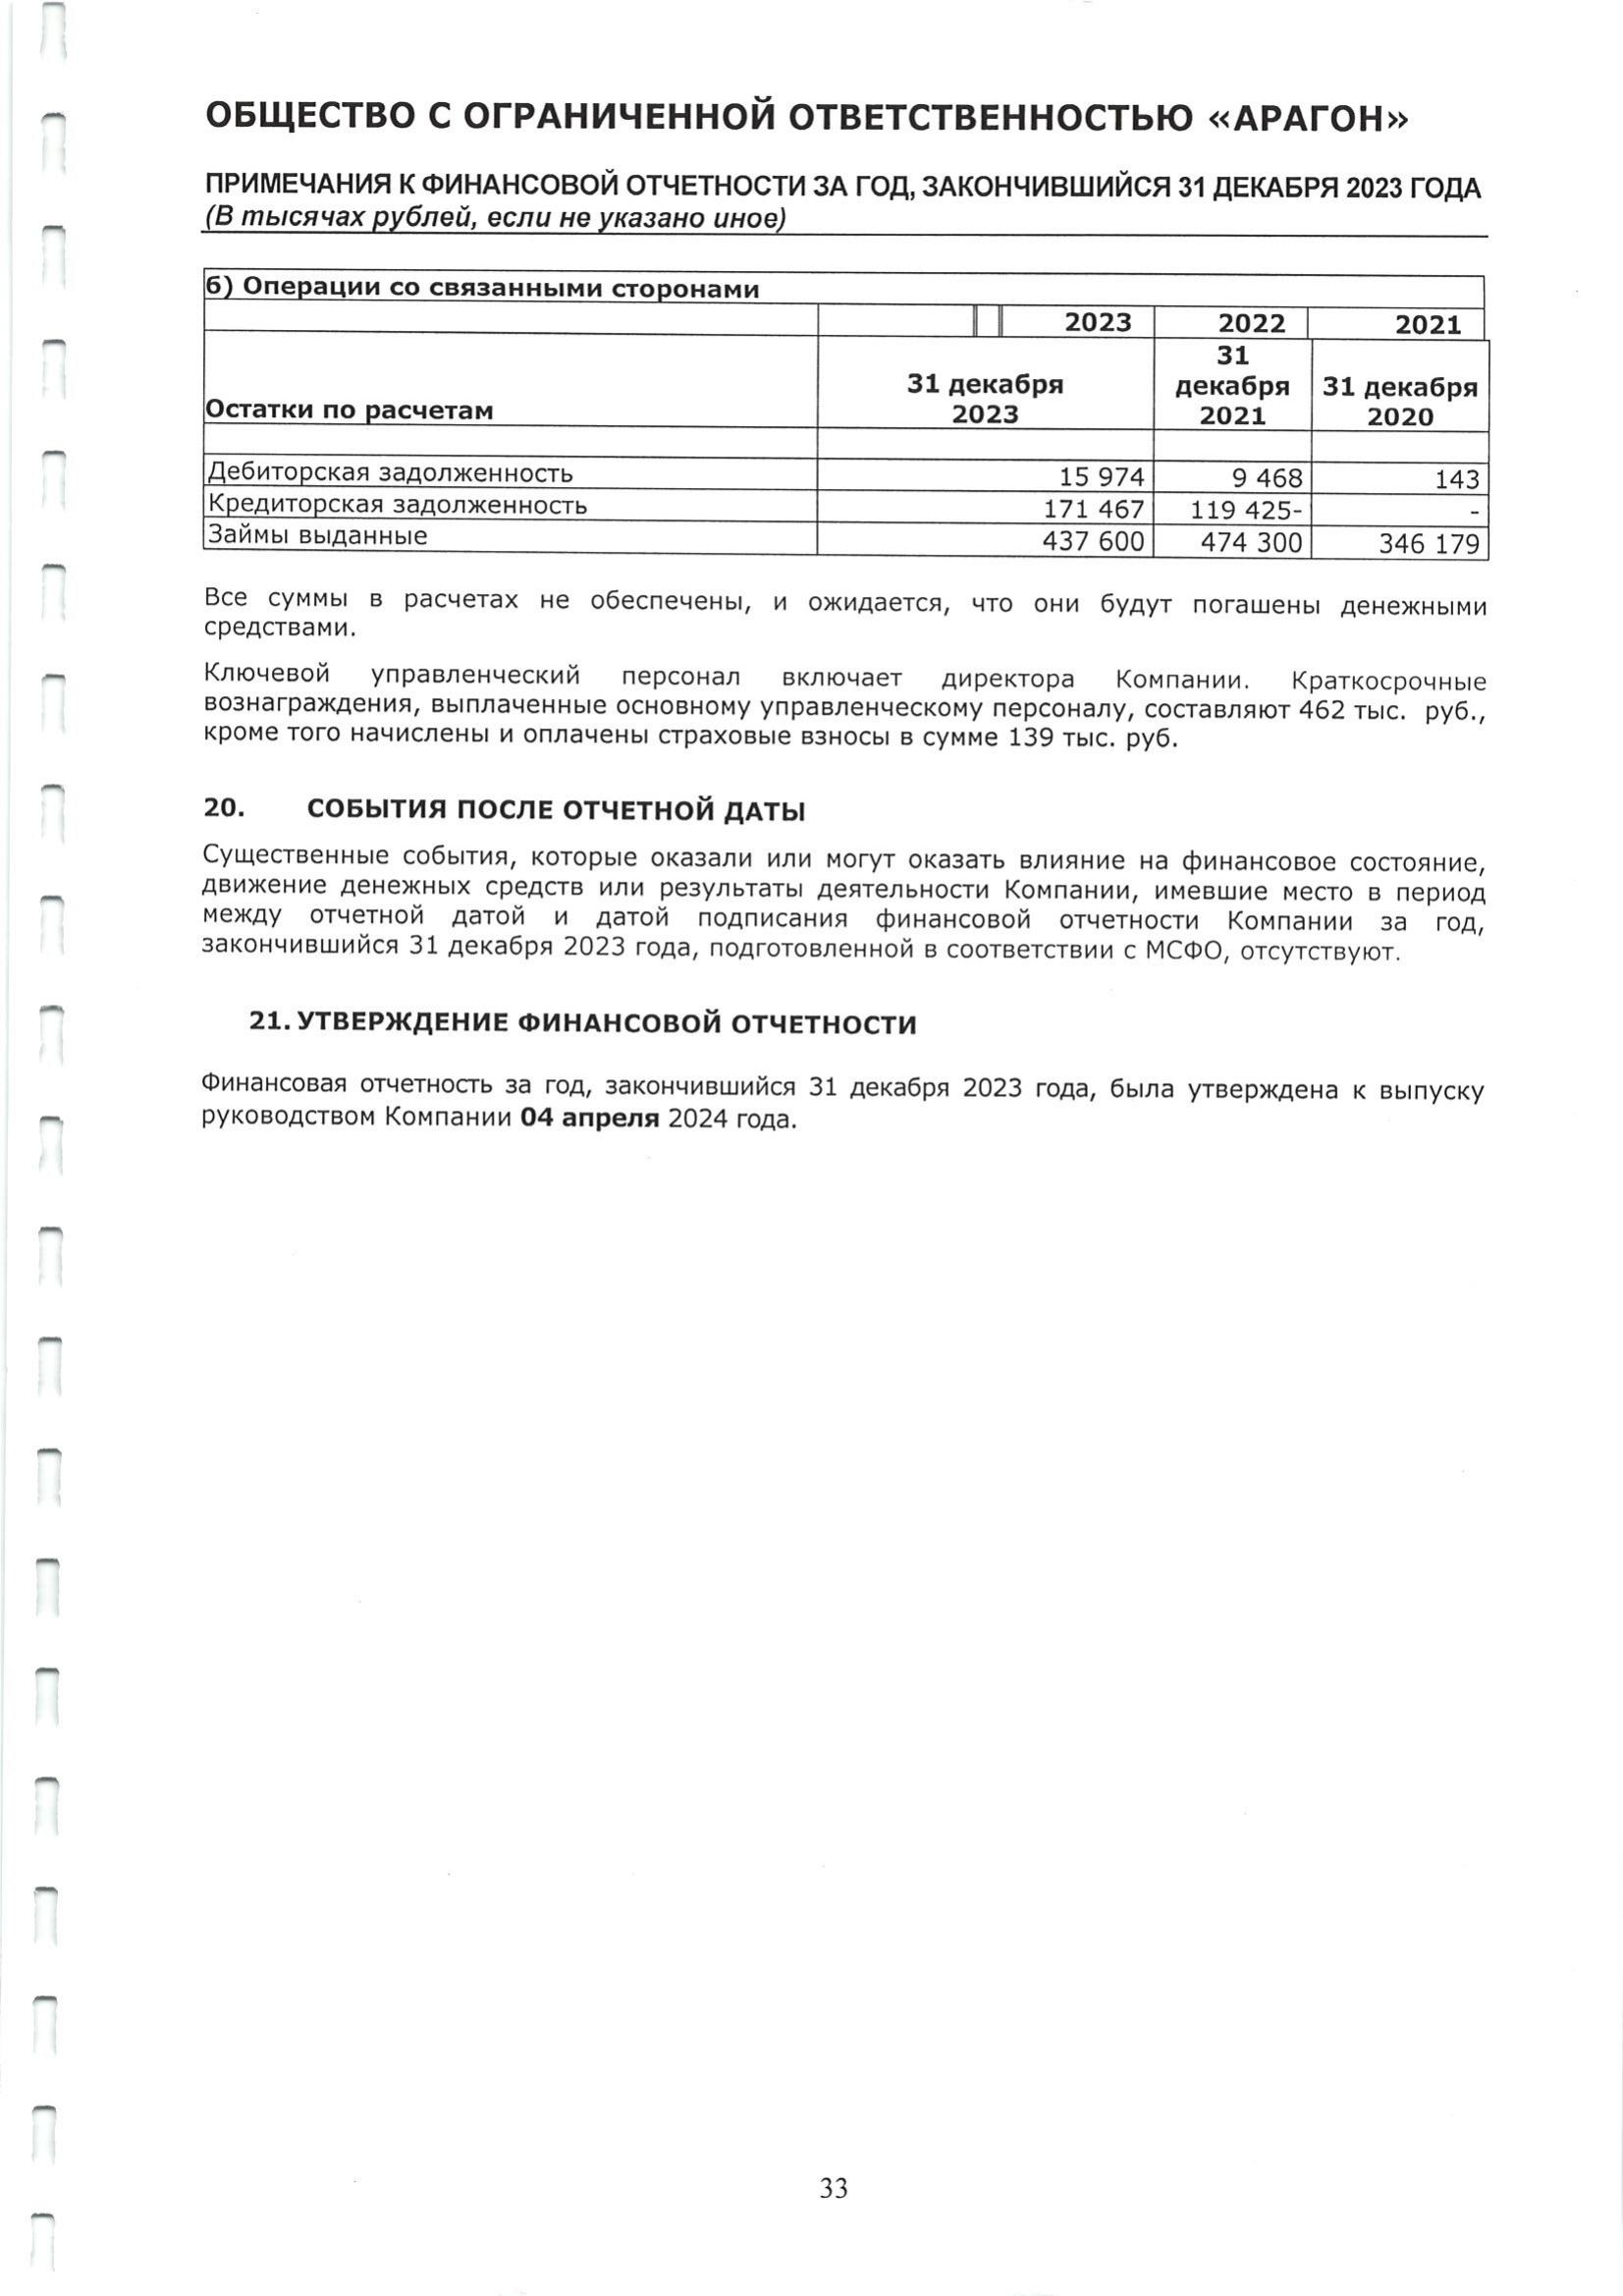 ОБЩЕСТВО С ОГРАНИЧЕННОЙ ОТВЕТСТВЕННОСТЬЮ «АРАГОН»
ПРИМЕЧАНИЯ К ФИНАНСОВОЙ ОТЧЕТНОСТИ ЗА ГОД, ЗАКОНЧИВШИЙСЯ 31 ДЕКАБРЯ 2023 ГОДА
(В тысячах рублей, если не указано иное)
б) Операции со связанными сторонами
2023 2022 2021
Остатки по расчетам 31 декабря 2023 31 декабря 2021 31 декабря 2020
Дебиторская задолженность 15 974 9 468 143
Кредиторская задолженность 171 467 119 425- -
Займы выданные 437 600 474 300 346 179
Все суммы в расчетах не обеспечены, и ожидается, что они будут погашены денежными
средствами.
Ключевой управленческий персонал включает директора Компании. Краткосрочные
вознаграждения, выплаченные основному управленческому персоналу, составляют 462 тыс. руб.,
кроме того начислены и оплачены страховые взносы в сумме 139 тыс. руб.
20. СОБЫТИЯ ПОСЛЕ ОТЧЕТНОЙ ДАТЫ
Существенные события, которые оказали или могут оказать влияние на финансовое состояние,
движение денежных средств или результаты деятельности Компании, имевшие место в период
между отчетной датой и датой подписания финансовой отчетности Компании за год,
закончившийся 31 декабря 2023 года, подготовленной в соответствии с МСФО, отсутствуют.
21. УТВЕРЖДЕНИЕ ФИНАНСОВОЙ ОТЧЕТНОСТИ
Финансовая отчетность за год, закончившийся 31 декабря 2023 года, была утверждена к выпуску
руководством Компании 04 апреля 2024 года.
33